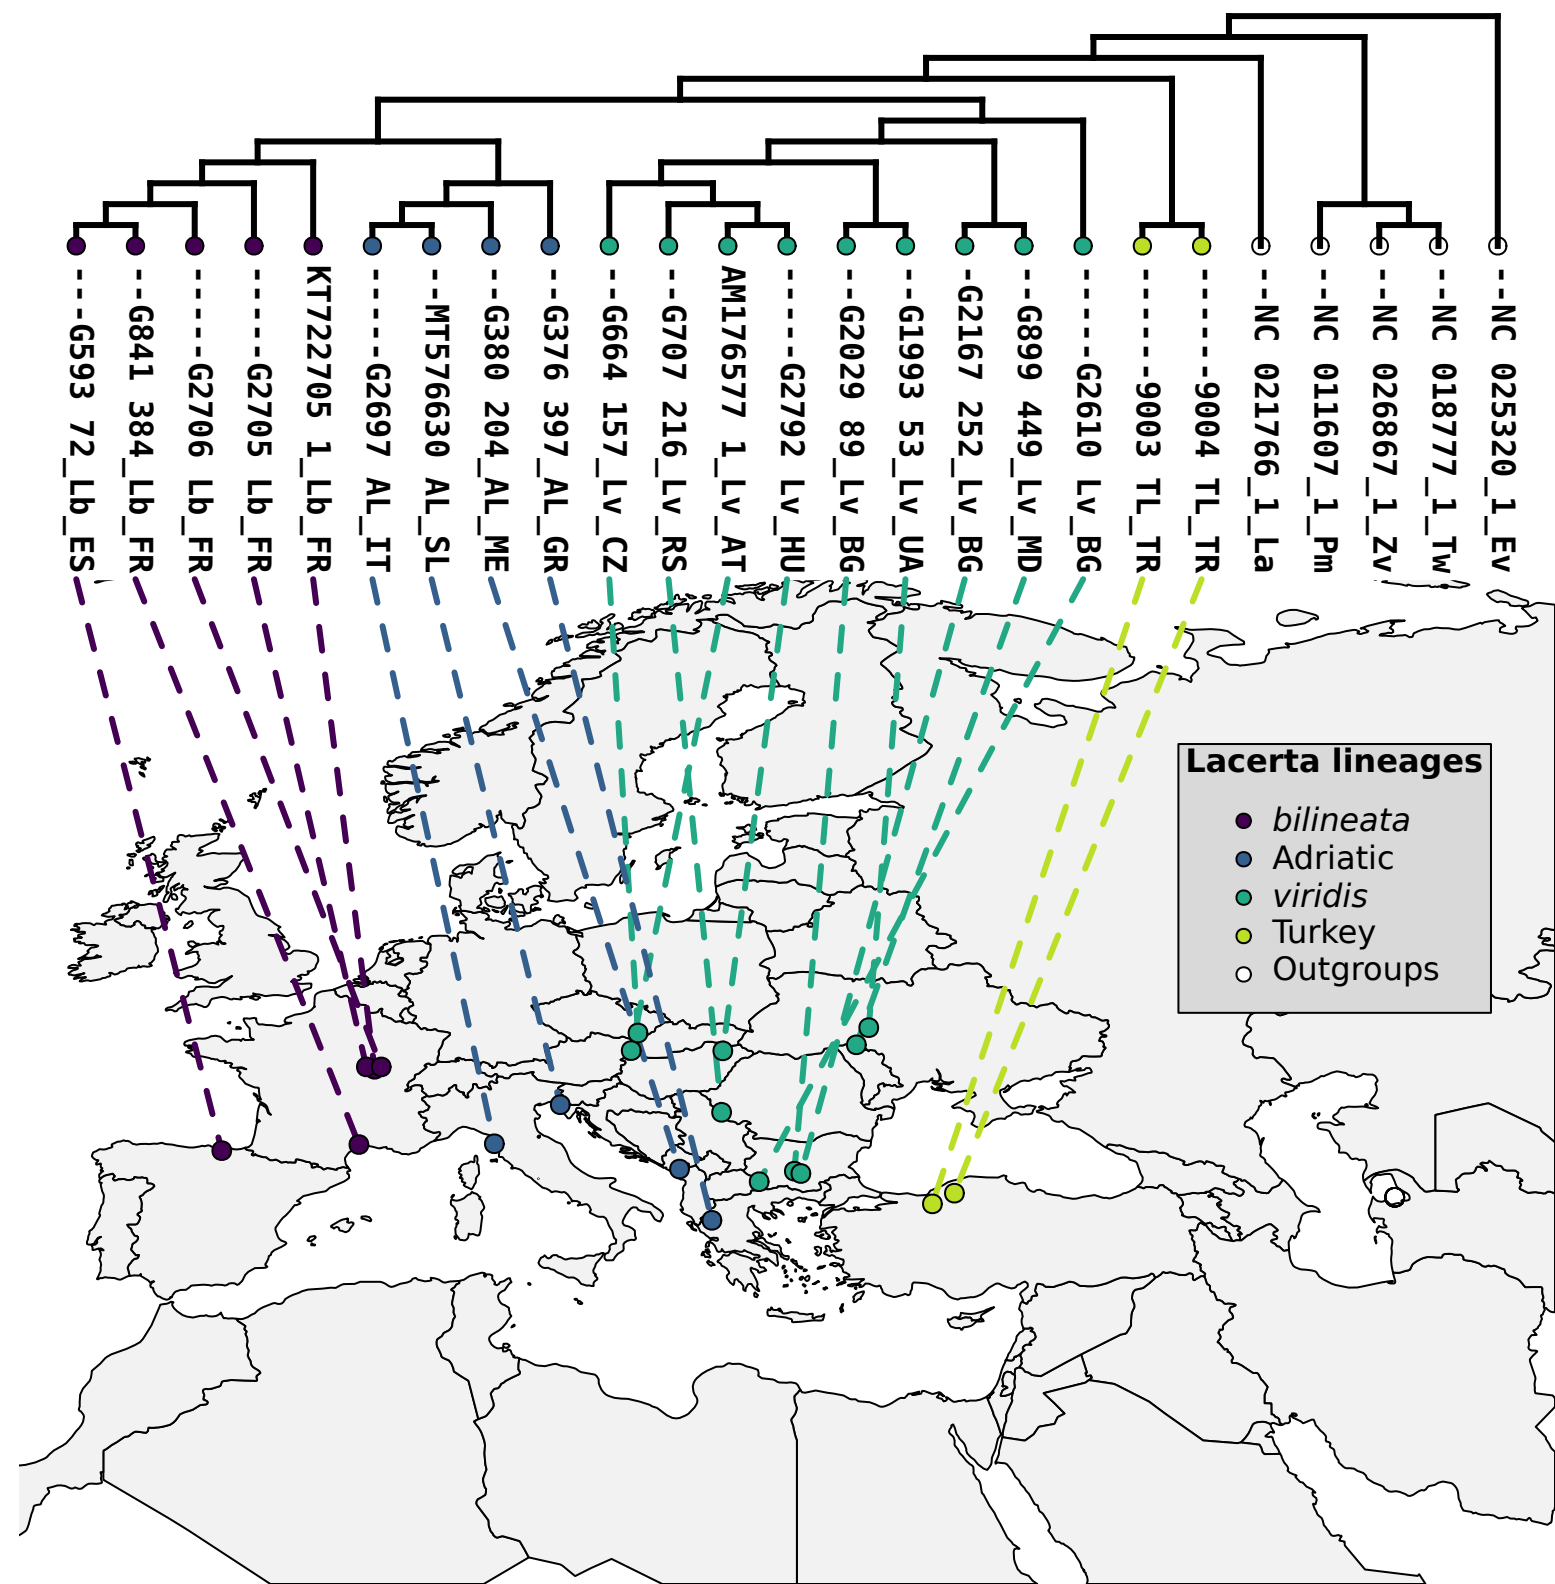 ---G593 72_Lb_ES
--G841 384_Lb_FR
-----G2706 Lb_FR
-----G2705 Lb_FR
KT722705 1_Lb_FR
-----G2697 AL_IT
--MT576630 AL_SL
--G380 204_AL_ME
--G376 397_AL_GR
--G664 157_Lv_CZ
--G707 216_Lv_RS
AM176577 1_Lv_AT
-----G2792 Lv_HU
--G2029 89_Lv_BG
--G1993 53_Lv_UA
-G2167 252_Lv_BG
--G899 449_Lv_MD
-----G2610 Lv_BG
------9003 TL_TR
------9004 TL_TR
--NC 021766_1_La
--NC 011607_1_Pm
--NC 026867_1_Zv
--NC 018777_1_Tw
--NC 025320_1_Ev
Lacerta lineages
bilineata
Adriatic
viridis
Turkey
Outgroups